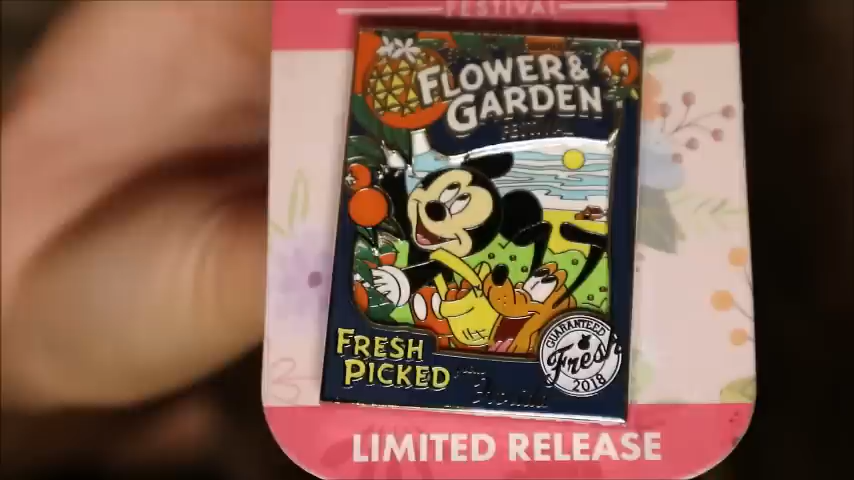 FESTIVAL
FLOWER &
GARDEN
FESTIVAL
FRESH
PICKED
GUARANTEED
Fresh
2018
LIMITED RELEASE